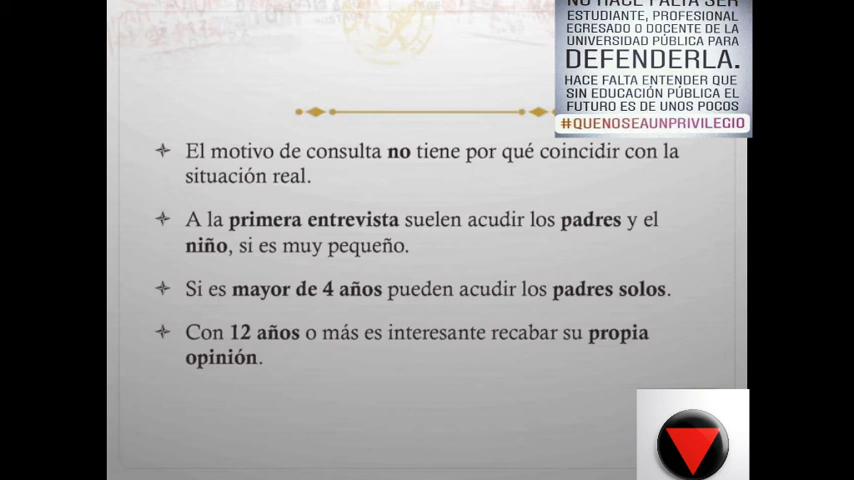 NO HACE FALTA SER
ESTUDIANTE, PROFESIONAL
EGRESADO O DOCENTE DE LA
UNIVERSIDAD PÚBLICA PARA
DEFENDERLA.
HACE FALTA ENTENDER QUE
SIN EDUCACIÓN PÚBLICA EL
FUTURO ES DE UNOS POCOS
#QUENOSEAUNPRIVILEGIO
El motivo de consulta no tiene por qué coincidir con la
situación real.
A la primera entrevista suelen acudir los padres y el
niño, si es muy pequeño.
Si es mayor de 4 años pueden acudir los padres solos.
Con 12 años o más es interesante recabar su propia
opinión.